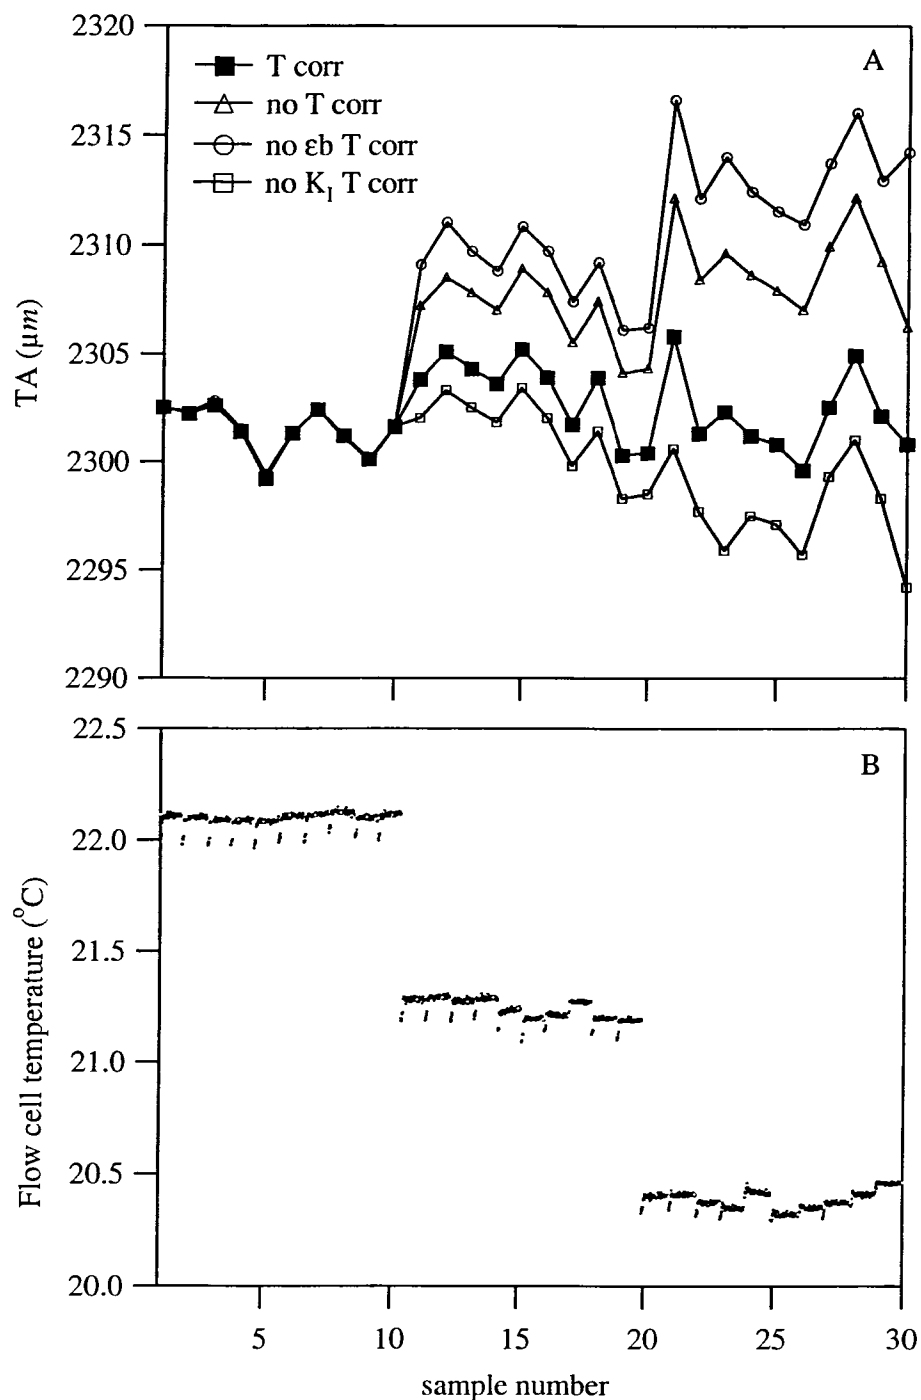 2320
2315
2310
2305
2300
2295
2290
TA (μm)
A
T corr
no T corr
no εb T corr
no K_I T corr
22.5
22.0
21.5
21.0
20.5
20.0
Flow cell temperature (°C)
B
5
10
15
20
25
30
sample number